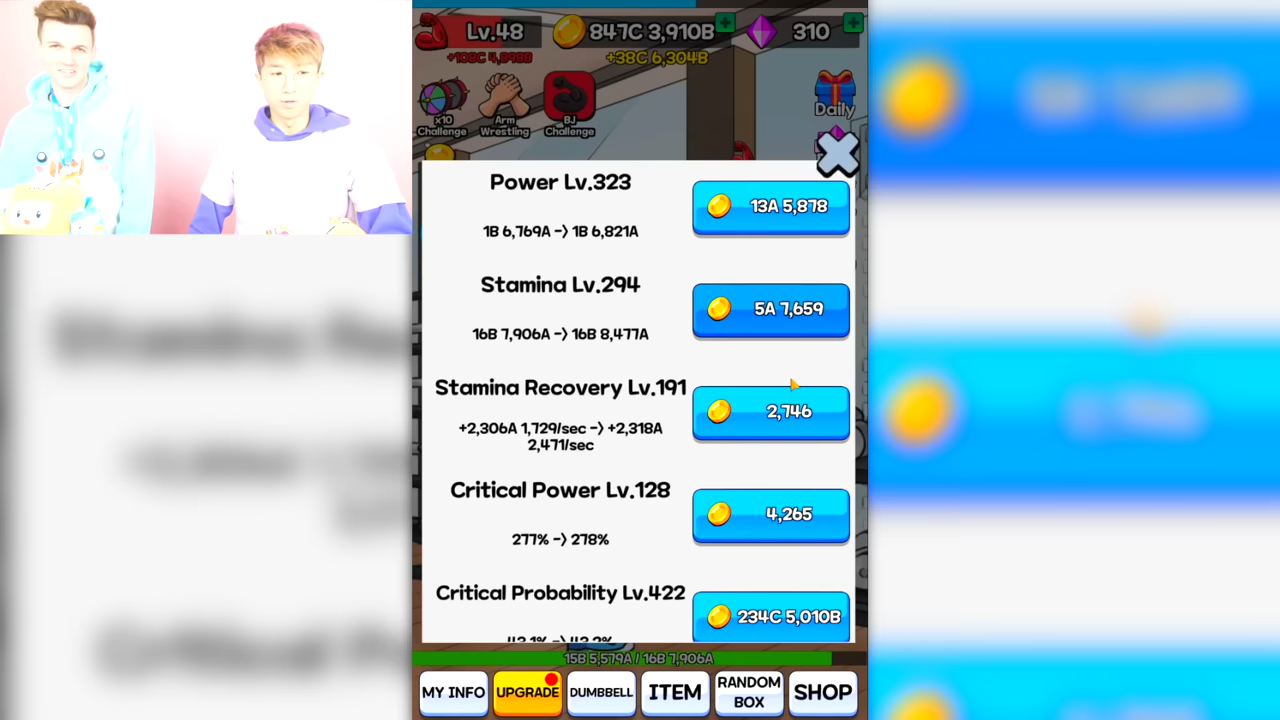 Lv.48
847C 3,910B
310
+108C 4,898B
+38C 6,304B
x10
Challenge
Arm
Wrestling
BJ
Challenge
Daily
Power Lv.323
13A 5,878
1B 6,769A -> 1B 6,821A
Stamina Lv.294
5A 7,659
16B 7,906A -> 16B 8,477A
Stamina Recovery Lv.191
2,746
+2,306A 1,729/sec -> +2,318A
2,471/sec
Critical Power Lv.128
4,265
277% -> 278%
Critical Probability Lv.422
234C 5,010B
15B 5,579A / 16B 7,906A
MY INFO
UPGRADE
DUMBBELL
ITEM
RANDOM
BOX
SHOP